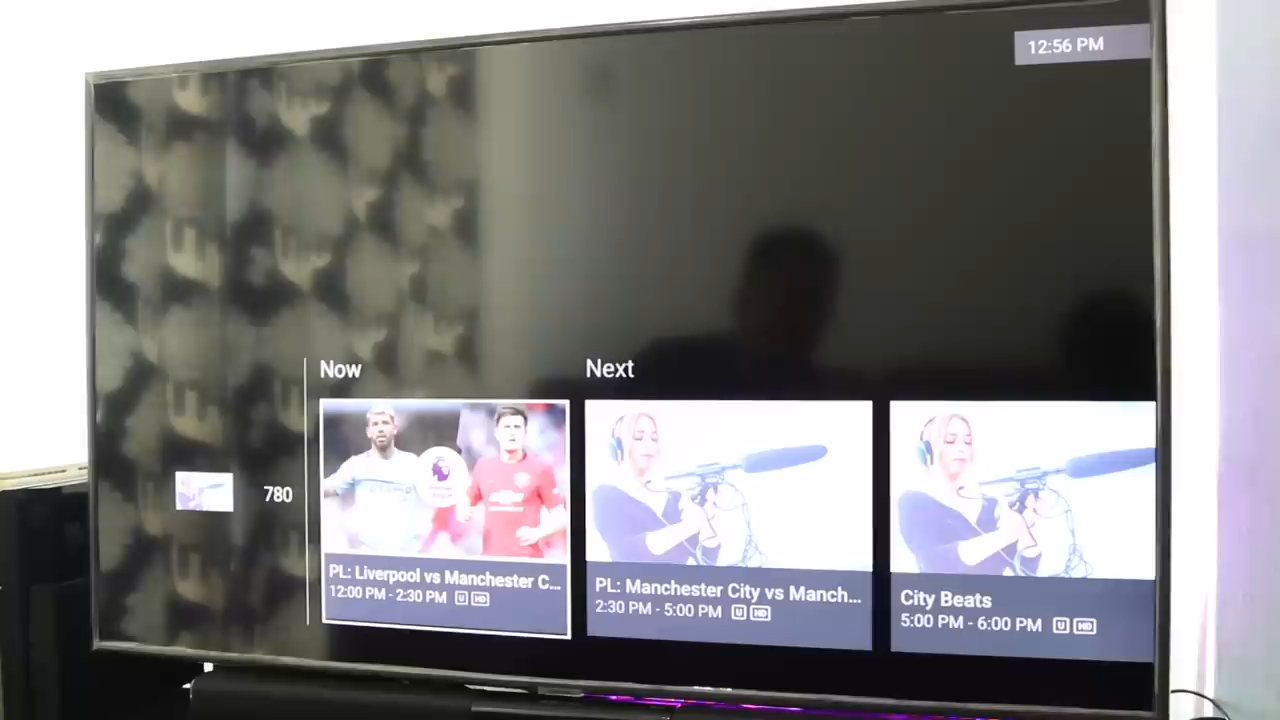 12:56 PM
Now
Next
780
PL: Liverpool vs Manchester C...
12:00 PM - 2:30 PM U HD
PL: Manchester City vs Manch...
2:30 PM - 5:00 PM U HD
City Beats
5:00 PM - 6:00 PM U HD